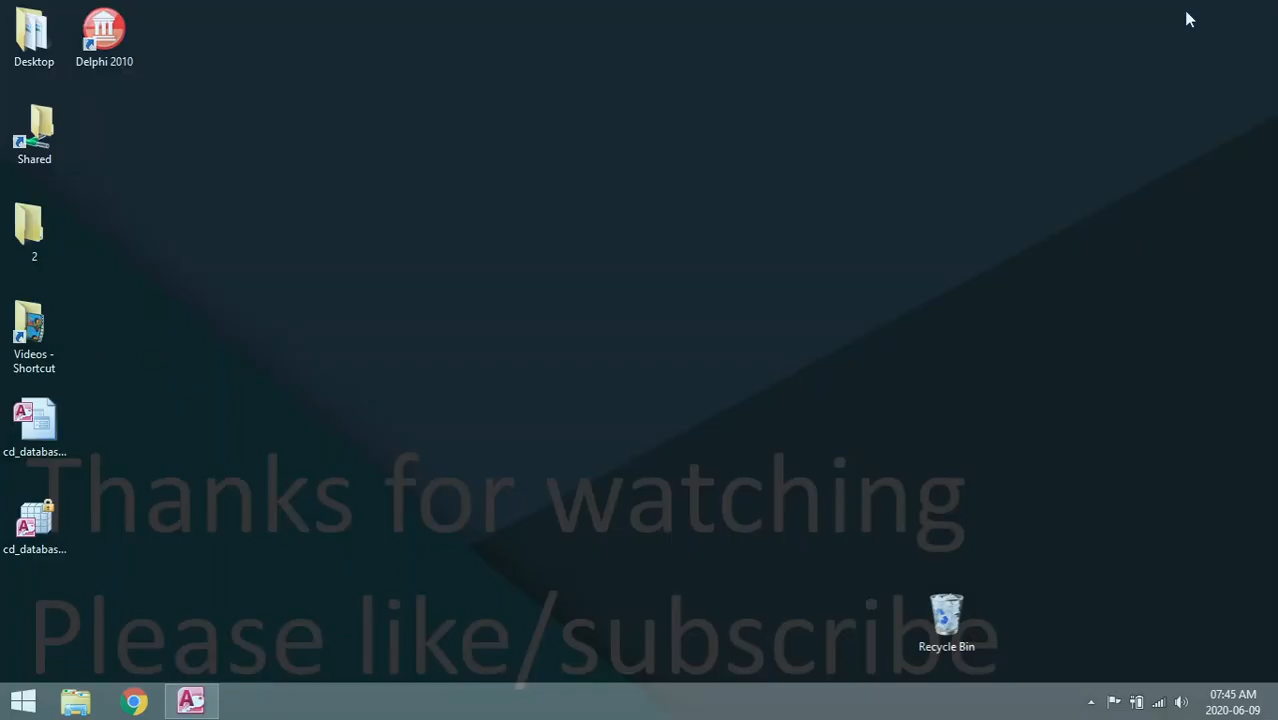 Desktop
Delphi 2010
Shared
2
Videos -
Shortcut
cd_databas...
cd_databas...
Thanks for watching
Please like/subscribe
Recycle Bin
07:45 AM
2020-06-09